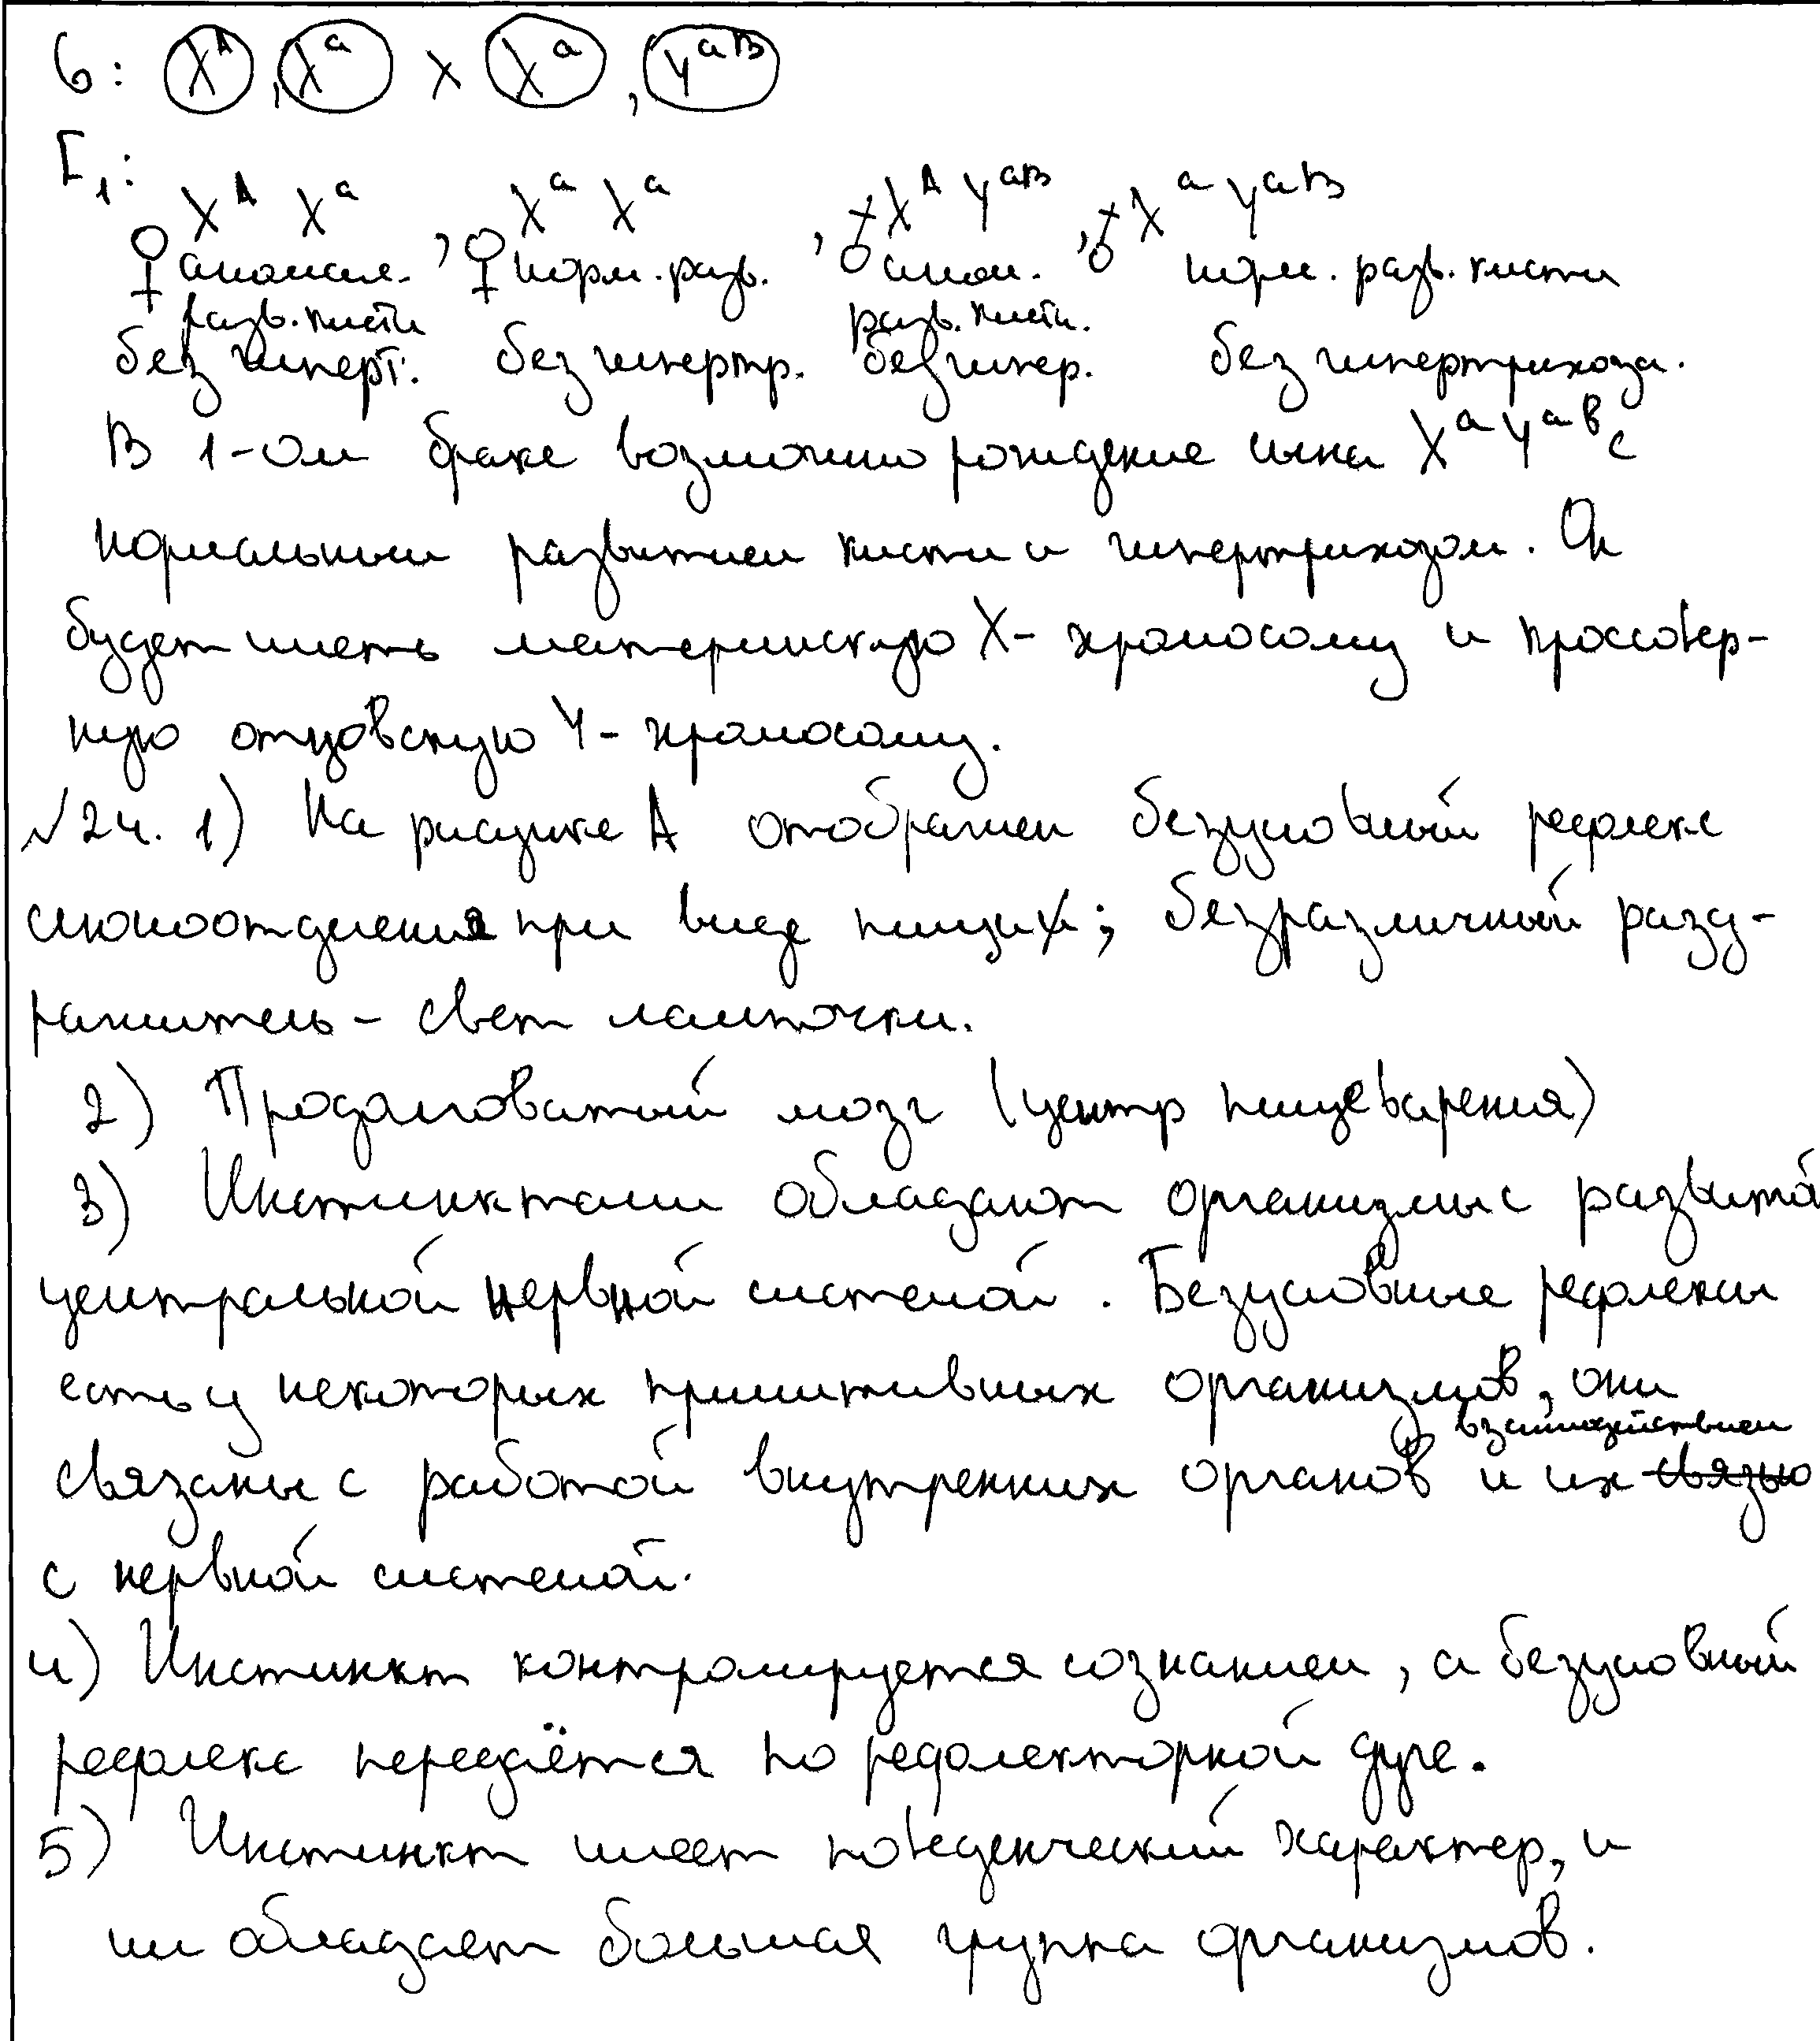 G: X^A, X^a × X^a, Y^aB
F₁:
♀ X^A X^a, ♀ X^a X^a, ♂ X^A Y^aB, ♂ X^a Y^aB
аномал. норм. разв. аном. норм. разв. кисти
разв. кисти разв. кисти.
без гиперт. без гипертр. без гипер. без гипертрихоза.
В 1-ом браке возможно рождение сына X^a Y^ab с
нормальным развитием кисти и гипертрихозом. Он
будет иметь материнскую X- хромосому и кроссовер-
ную отцовскую Y- хромосому.
№24. 1) На рисунке А отображен безусловный рефлекс
слюноотделения при виде пищи; безразличный разд-
ражитель – свет лампочки.
2) Продолговатый мозг (центр пищеварения)
3) Инстинктами обладают организмы с развитой
центральной нервной системой. Безусловные рефлексы
есть у некоторых примитивных организмов, они
связаны с работой внутренних органов и их взаимодействием
с нервной системой.
4) Инстинкт контролируется сознанием, а безусловный
рефлекс передаётся по рефлекторной дуге.
5) Инстинкт имеет поведенческий характер, и
им обладает большая группа организмов.